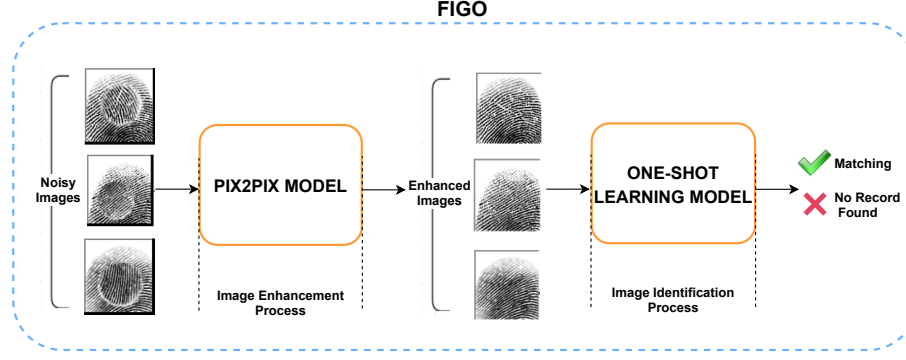 FIGO
Noisy
Images
PIX2PIX MODEL
Image Enhancement
Process
Enhanced
Images
ONE-SHOT
LEARNING MODEL
Image Identification
Process
Matching
No Record
Found